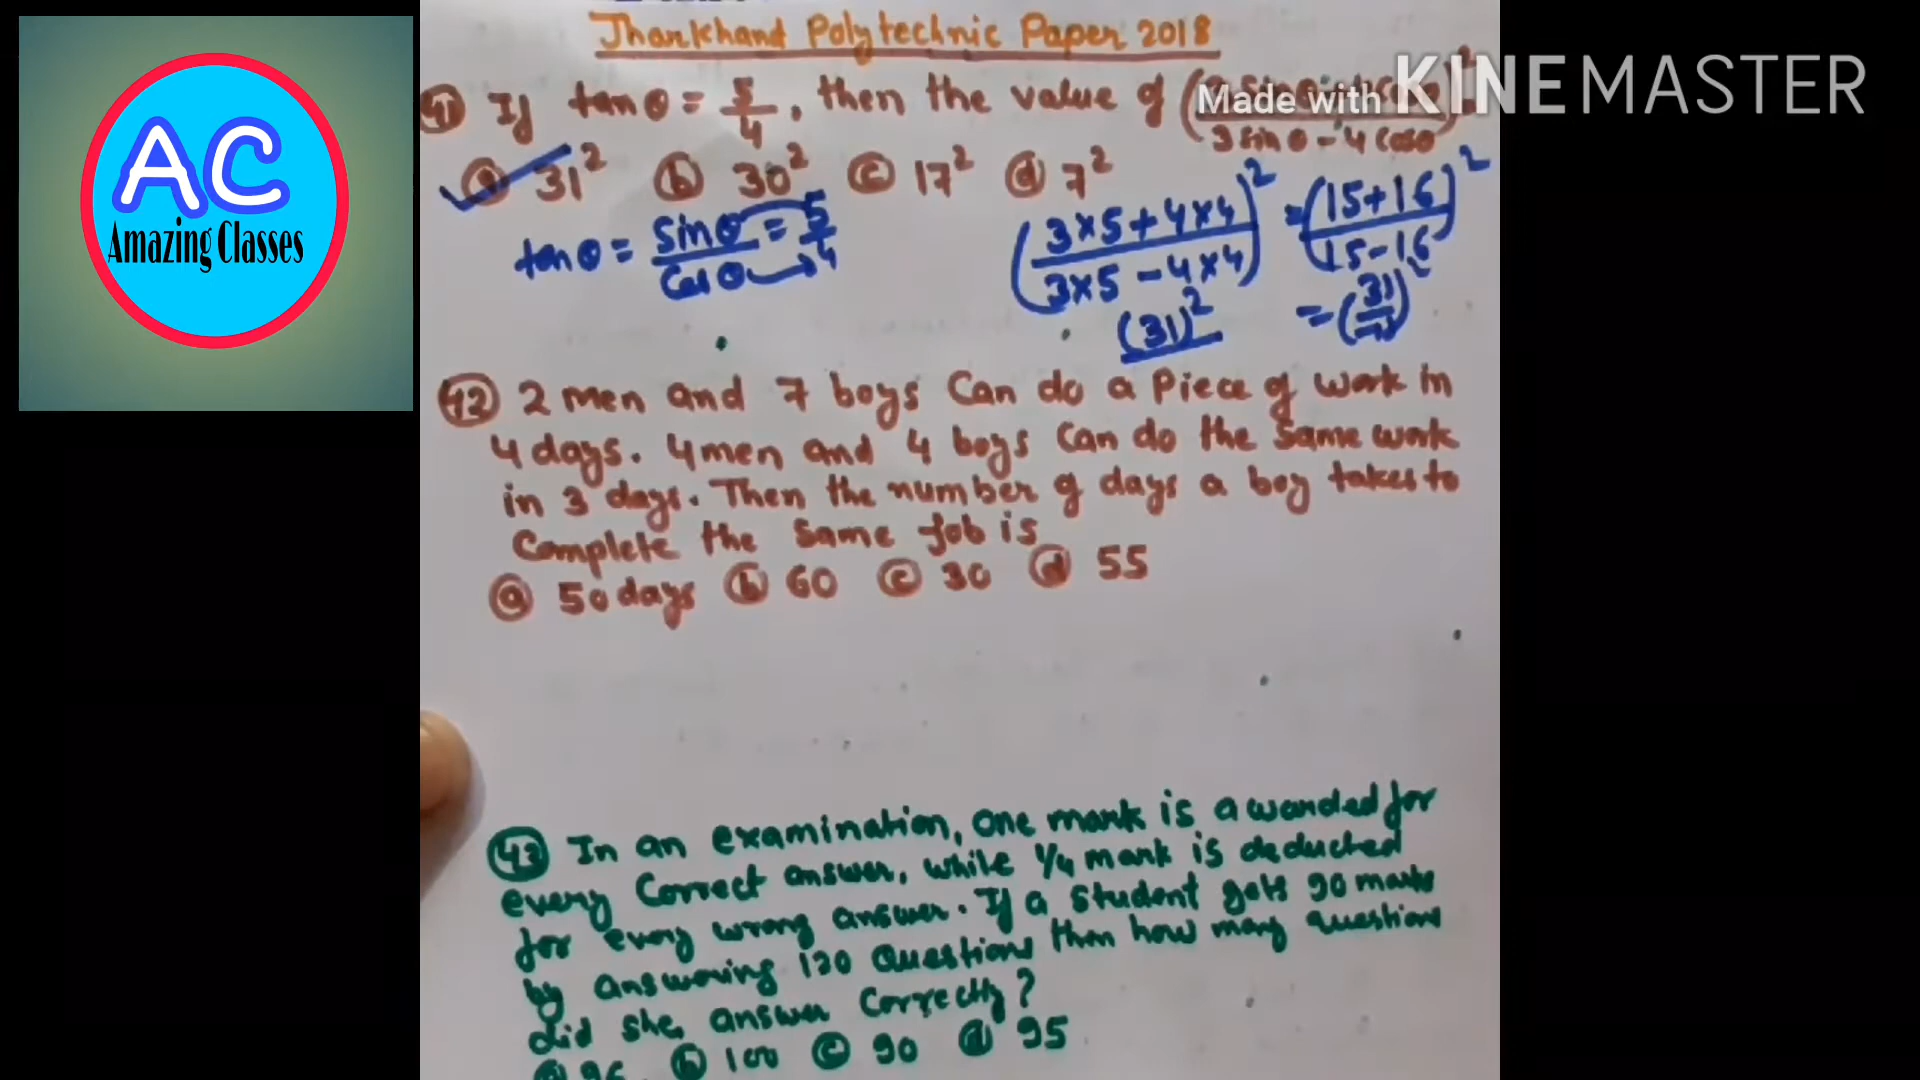 AC
Amazing Classes
Made with KINEMASTER
Jharkhand Polytechnic Paper 2018
41 If tanθ = 5/4, then the value of
3 sinθ - 4 cosθ
a 31² b 30² c 17² d 7²
tanθ = sinθ/cosθ = 5/4
(3×5+4×4 / 3×5-4×4)² = (15+16 / 15-16)²
(31)² = (31/-1)²
42 2 men and 7 boys Can do a Piece of work in
4 days. 4 men and 4 boys Can do the Same work
in 3 days. Then the number of days a boy takes to
Complete the Same Job is
a 50 days b 60 c 30 d 55
43 In an examination, One mark is awarded for
every Correct answer, while 1/4 mark is deducted
for every wrong answer. If a student gets 90 marks
by answering 120 Questions then how many questions
did she answer Correctly?
b 100 c 90 d 95